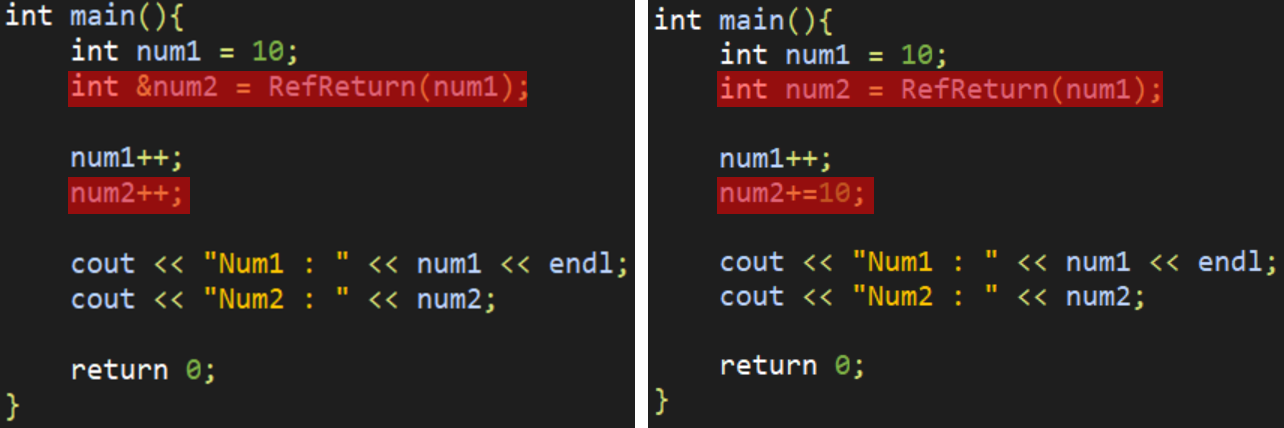 int main(){
    int num1 = 10;
    int &num2 = RefReturn(num1);
    num1++;
    num2++;
    cout << "Num1 : " << num1 << endl;
    cout << "Num2 : " << num2;
    return 0;
}
int main(){
    int num1 = 10;
    int num2 = RefReturn(num1);
    num1++;
    num2+=10;
    cout << "Num1 : " << num1 << endl;
    cout << "Num2 : " << num2;
    return 0;
}